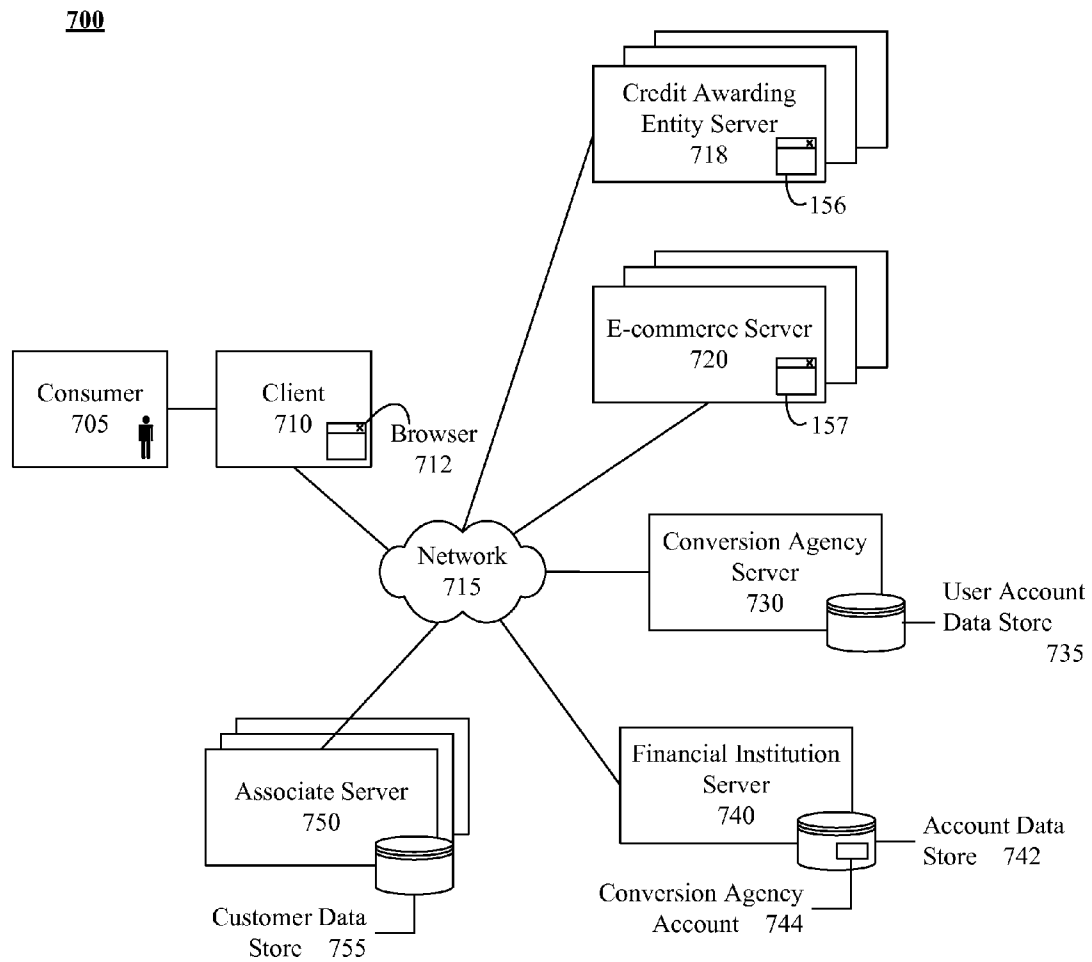 700
Credit Awarding
Entity Server
718
156
E-commerce Server
720
157
Consumer
705
Client
710
Browser
712
Network
715
Conversion Agency
Server
730
User Account
Data Store
735
Associate Server
750
Customer Data
Store 755
Financial Institution
Server
740
Account Data
Store 742
Conversion Agency
Account 744